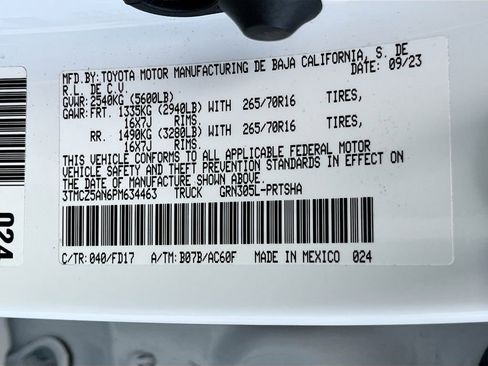 MFD.BY:TOYOTA MOTOR MANUFACTURING DE BAJA CALIFORNIA, S. DE
R.L. DE C.V. 09/23
GVWR: 2540KG (5600LB)
GAWR: FRT. 1335KG (2940LB) WITH 265/70R16 TIRES,
16X7J RIMS.
RR. 1490KG (3280LB) WITH 265/70R16 TIRES,
16X7J RIMS.
THIS VEHICLE CONFORMS TO ALL APPLICABLE FEDERAL MOTOR
VEHICLE SAFETY AND THEFT PREVENTION STANDARDS IN EFFECT ON
THE DATE OF MANUFACTURE SHOWN ABOVE.
3TMCZ5AN6PM634463 TRUCK GRN305L-PRTSHA
C/TR: 040/FD17 A/TM: B07B/AC60F MADE IN MEXICO 024
024